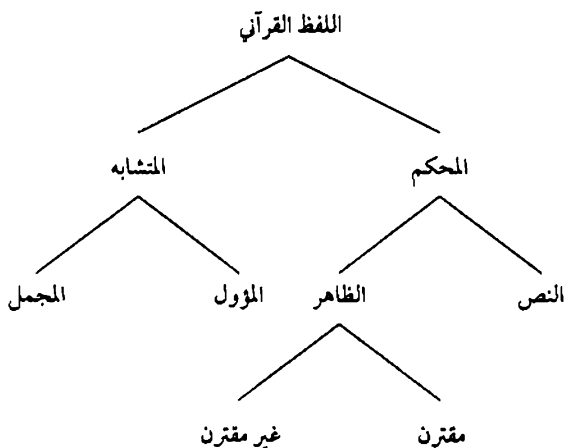 اللفظ القرآني
المحكم المتشابه
النص الظاهر المؤول المجمل
مقترن غير مقترن